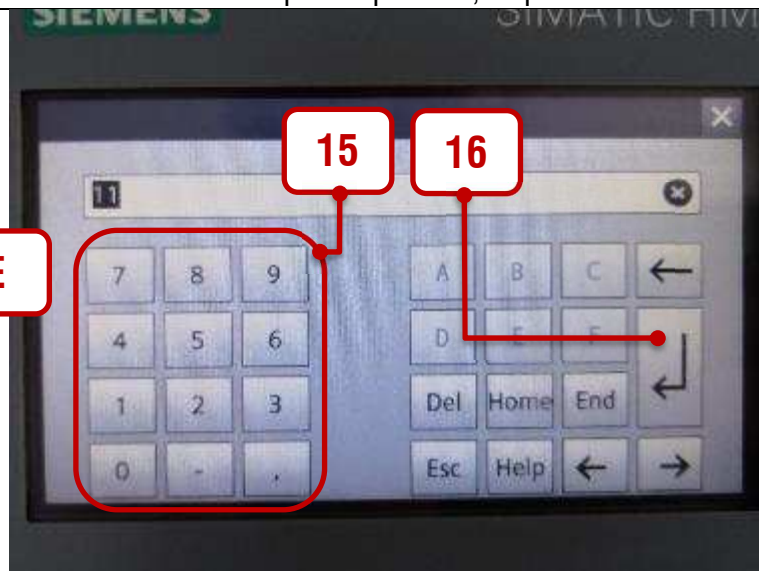 SIEMENS SIMATIC HMI
15 16
11
E
7 8 9 A B C ←
4 5 6 D E F ↵
1 2 3 Del Home End
0 - , Esc Help ← →